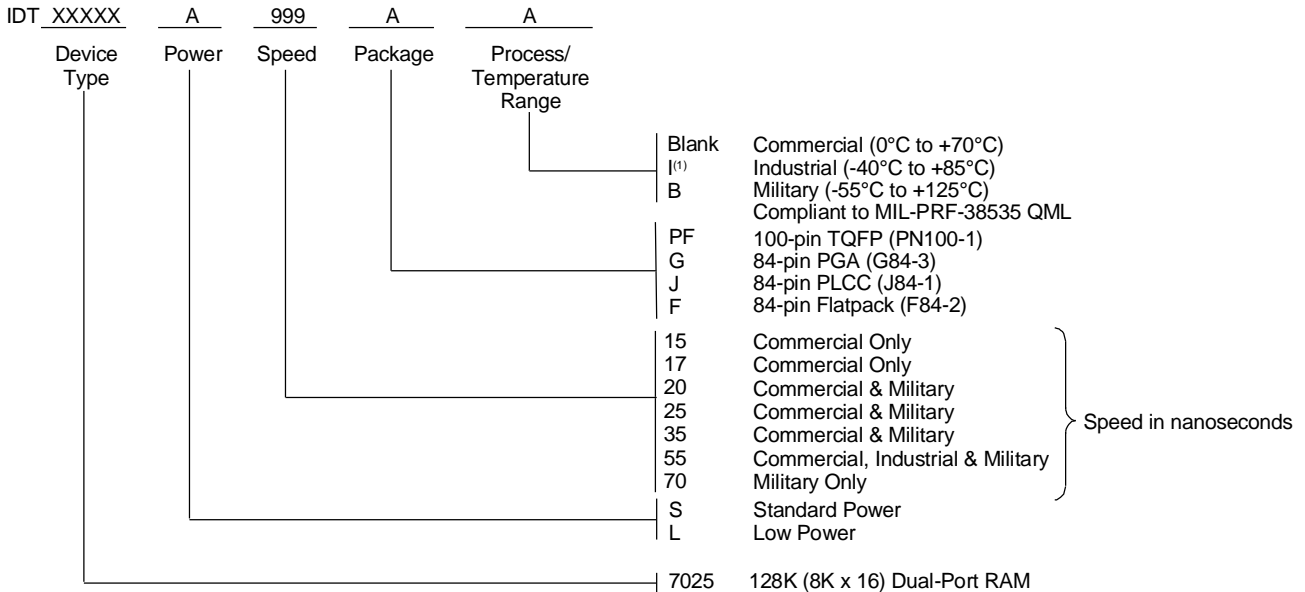 IDT XXXXX A 999 A A
Device Type Power Speed Package Process/ Temperature Range
Blank Commercial (0°C to +70°C)
I(1) Industrial (-40°C to +85°C)
B Military (-55°C to +125°C)
Compliant to MIL-PRF-38535 QML
PF 100-pin TQFP (PN100-1)
G 84-pin PGA (G84-3)
J 84-pin PLCC (J84-1)
F 84-pin Flatpack (F84-2)
15 Commercial Only
17 Commercial Only
20 Commercial & Military
25 Commercial & Military
35 Commercial & Military
55 Commercial, Industrial & Military
70 Military Only
Speed in nanoseconds
S Standard Power
L Low Power
7025 128K (8K x 16) Dual-Port RAM